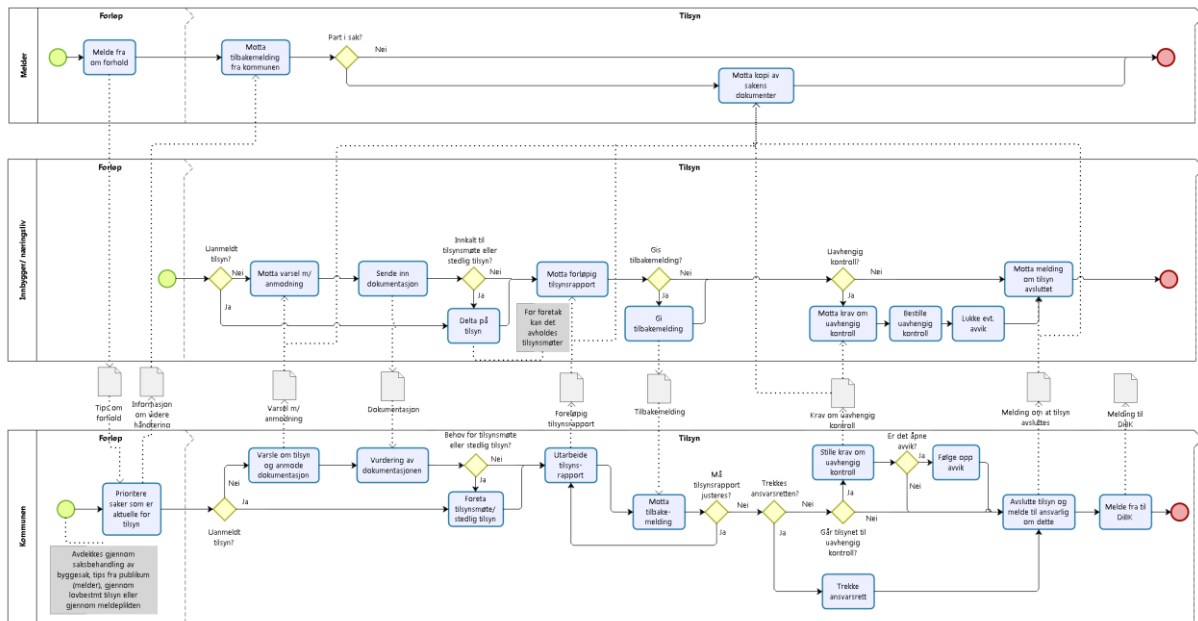 Forløp
Tilsyn
Melder
Melde fra
om forhold
Motta
tilbakemelding
fra kommunen
Part i sak?
Nei
Ja
Motta kopi av
sakens
dokumenter
Forløp
Tilsyn
Innbygger/ næringsliv
Uanmeldt
tilsyn?
Nei
Ja
Motta varsel m/
anmodning
Sende inn
dokumentasjon
Innkalt til
tilsynsmøte eller
stedlig tilsyn?
Nei
Ja
Delta på
tilsyn
For foretak
kan det
avholdes
tilsynsmøter
Motta forløpig
tilsynsrapport
Gis
tilbakemelding?
Nei
Ja
Gi
tilbakemelding
Uavhengig
kontroll?
Nei
Ja
Motta krav om
uavhengig
kontroll
Bestille
uavhengig
kontroll
Lukke evt.
avvik
Motta melding
om tilsyn
avsluttet
Tips om
forhold
Informasjon
om videre
håndtering
Varsel m/
anmodning
Dokumentasjon
Foreløpig
tilsynsrapport
Tilbakemelding
Krav om uavhengig
kontroll
Melding om at tilsyn
avsluttes
Melding til
DiBK
Forløp
Tilsyn
Kommunen
Prioritere
saker som er
aktuelle for
tilsyn
Avdekkes gjennom
saksbehandling av
byggesak, tips fra publikum
(melder), gjennom
lovbestmt tilsyn eller
gjennom meldeplikten
Nei
Ja
Uanmeldt
tilsyn?
Varsle om tilsyn
og anmode
dokumentasjon
Vurdering av
dokumentasjonen
Behov for tilsynsmøte
eller stedlig tilsyn?
Nei
Ja
Foreta
tilsynsmøte/
stedlig tilsyn
Utarbeide
tilsyns-
rapport
Motta
tilbake-
melding
Må
tilsynsrapport
justeres?
Nei
Ja
Trekkes
ansvarsretten?
Nei
Ja
Trekke
ansvarsrett
Går tilsynet til
uavhengig
kontroll?
Ja
Nei
Stille krav om
uavhengig
kontroll
Er det åpne
avvik?
Ja
Nei
Følge opp
avvik
Avslutte tilsyn og
melde til ansvarlig
om dette
Melde fra til
DiBK